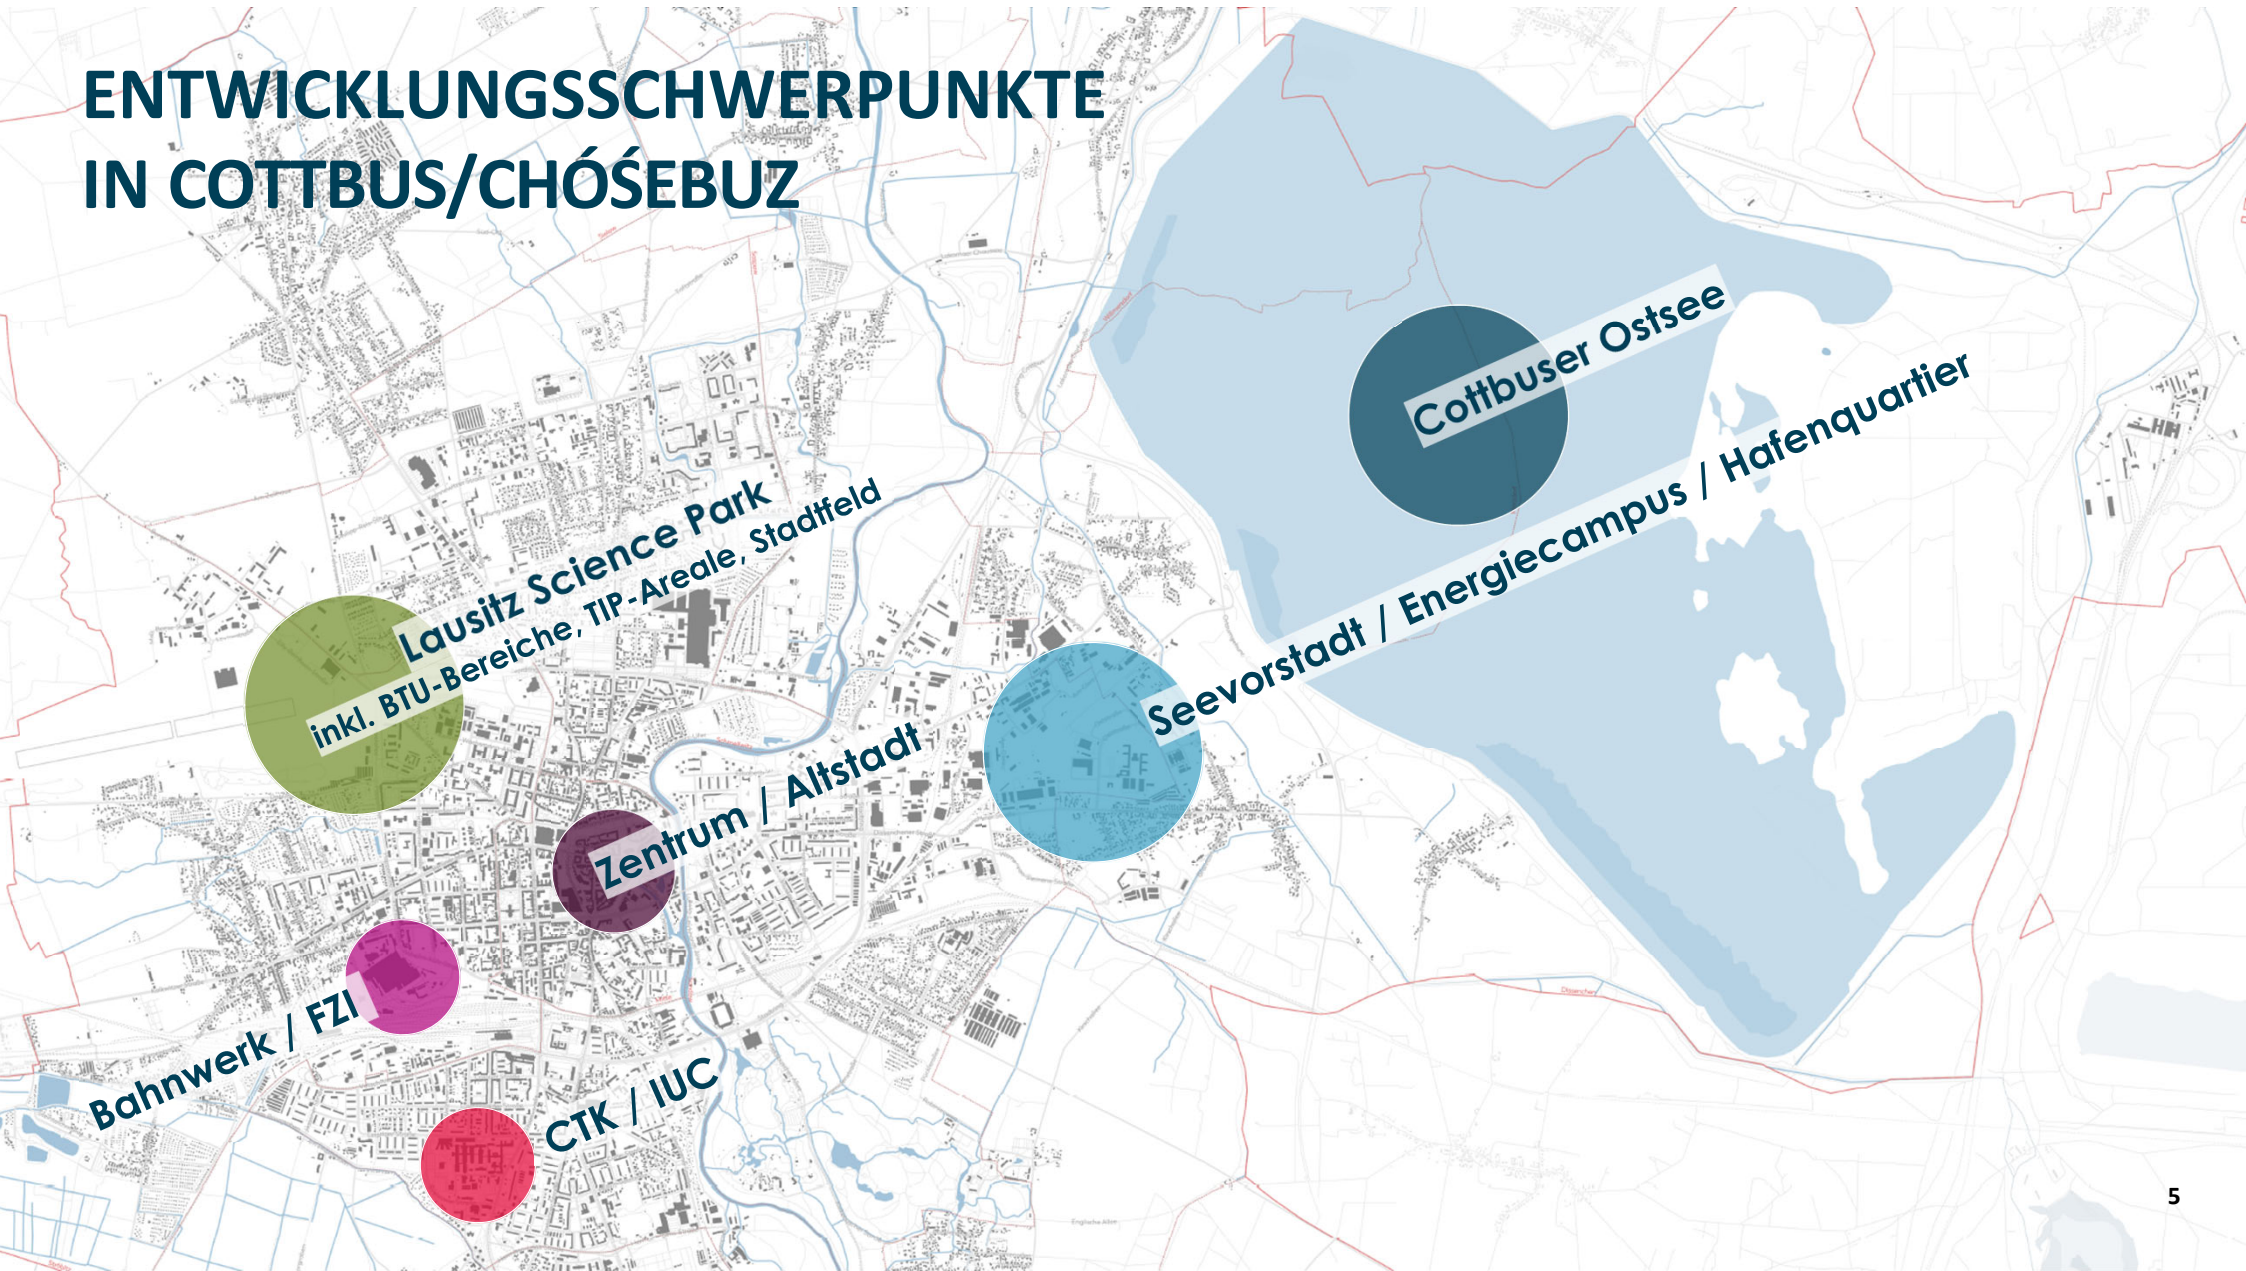 ENTWICKLUNGSSCHWERPUNKTE
IN COTTBUS/CHÓŚEBUZ
Cottbuser Ostsee
Seevorstadt / Energiecampus / Hafenquartier
Lausitz Science Park
inkl. BTU-Bereiche, TIP-Areale, Stadtfeld
Zentrum / Altstadt
Bahnwerk / FZI
CTK / IUC
5